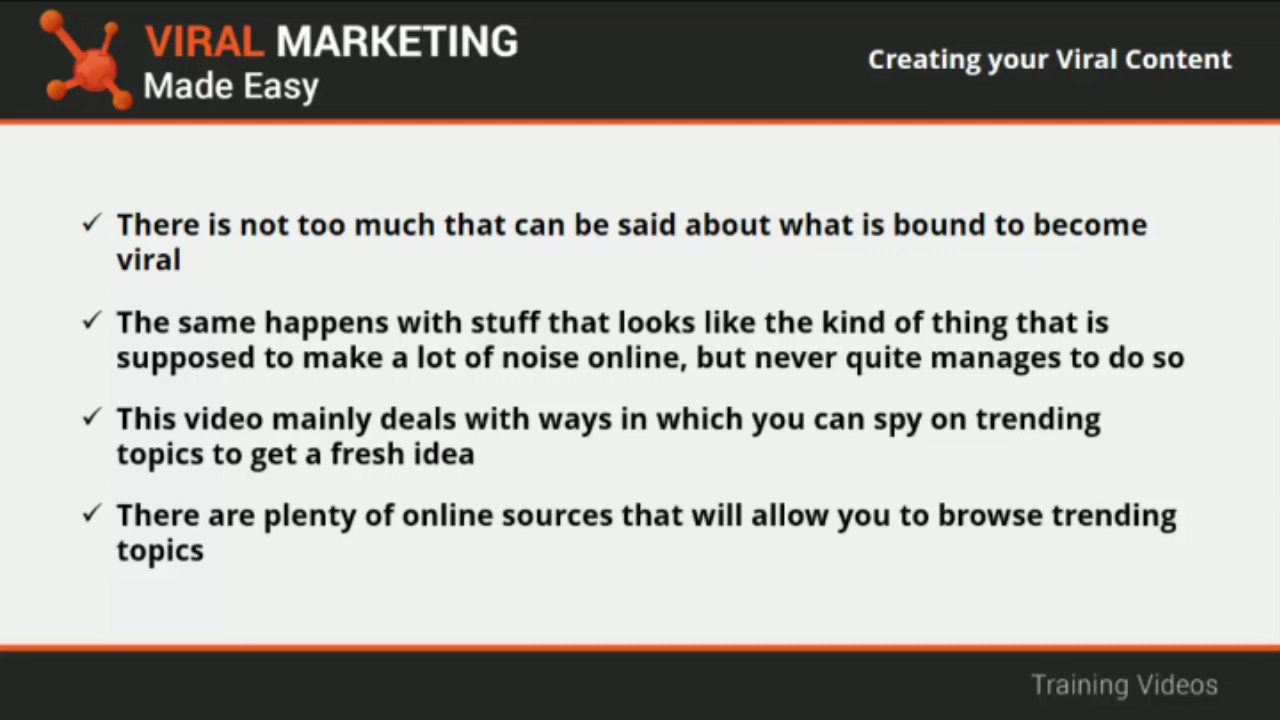 VIRAL MARKETING
Made Easy
Creating your Viral Content
✓ There is not too much that can be said about what is bound to become
viral
✓ The same happens with stuff that looks like the kind of thing that is
supposed to make a lot of noise online, but never quite manages to do so
✓ This video mainly deals with ways in which you can spy on trending
topics to get a fresh idea
✓ There are plenty of online sources that will allow you to browse trending
topics
Training Videos